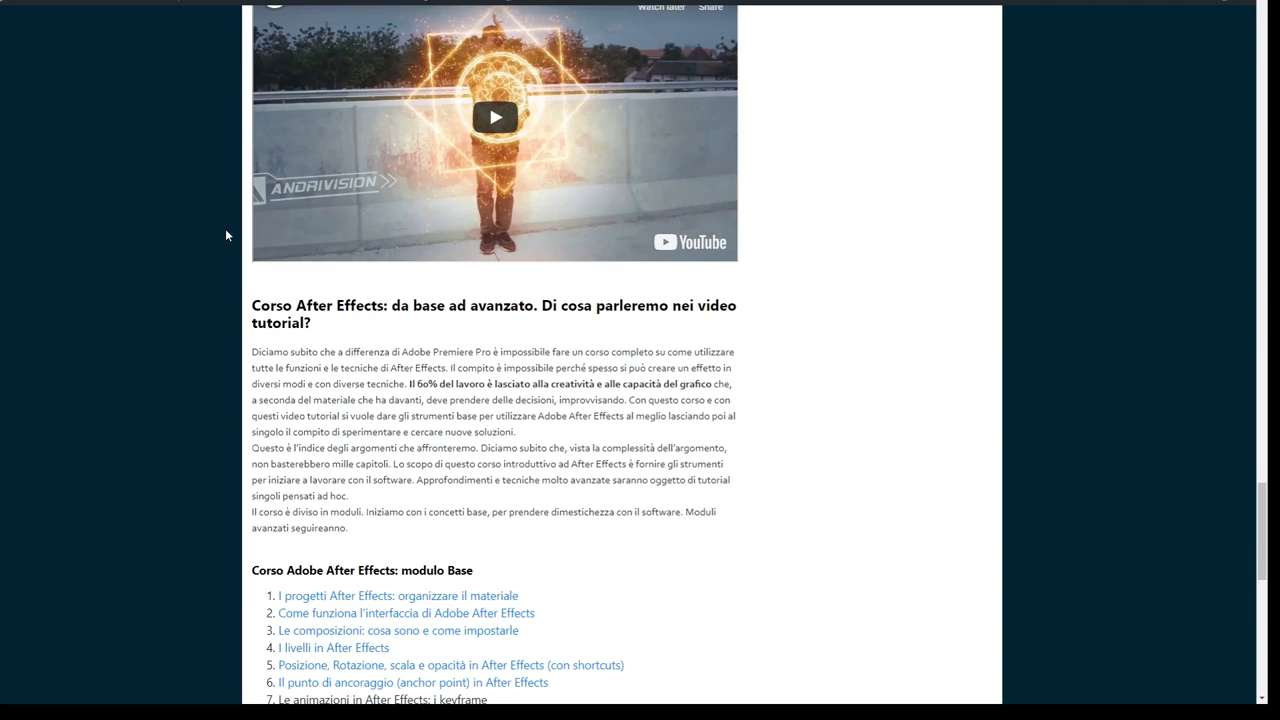 Watch later Share
ANDRIVISION
YouTube
Corso After Effects: da base ad avanzato. Di cosa parleremo nei video
tutorial?
Diciamo subito che a differenza di Adobe Premiere Pro è impossibile fare un corso completo su come utilizzare
tutte le funzioni e le tecniche di After Effects. Il compito è impossibile perché spesso si può creare un effetto in
diversi modi e con diverse tecniche. Il 60% del lavoro è lasciato alla creatività e alle capacità del grafico che,
a seconda del materiale che ha davanti, deve prendere delle decisioni, improvvisando. Con questo corso e con
questi video tutorial si vuole dare gli strumenti base per utilizzare Adobe After Effects al meglio lasciando poi al
singolo il compito di sperimentare e cercare nuove soluzioni.
Questo è l'indice degli argomenti che affronteremo. Diciamo subito che, vista la complessità dell'argomento,
non basterebbero mille capitoli. Lo scopo di questo corso introduttivo ad After Effects è fornire gli strumenti
per iniziare a lavorare con il software. Approfondimenti e tecniche molto avanzate saranno oggetto di tutorial
singoli pensati ad hoc.
Il corso è diviso in moduli. Iniziamo con i concetti base, per prendere dimestichezza con il software. Moduli
avanzati seguireanno.
Corso Adobe After Effects: modulo Base
1. I progetti After Effects: organizzare il materiale
2. Come funziona l'interfaccia di Adobe After Effects
3. Le composizioni: cosa sono e come impostarle
4. I livelli in After Effects
5. Posizione, Rotazione, scala e opacità in After Effects (con shortcuts)
6. Il punto di ancoraggio (anchor point) in After Effects
7. Le animazioni in After Effects: i keyframe